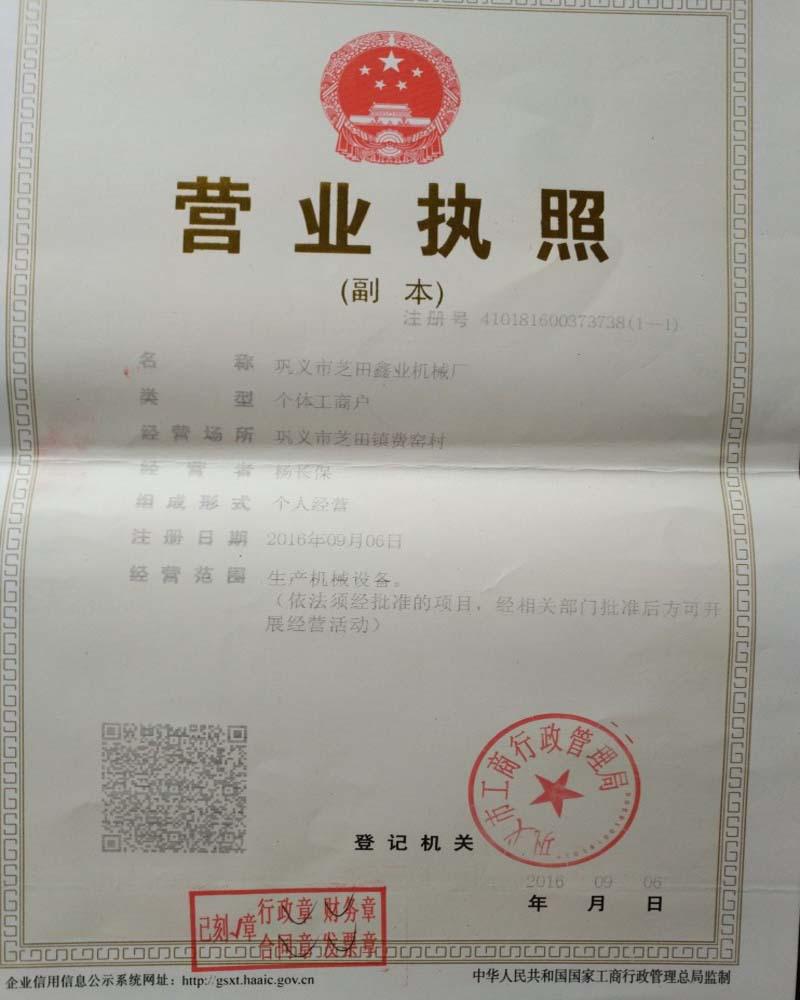 营业执照
(副 本)
注册号 410181600373738(1—1)
名 称 巩义市芝田鑫业机械厂
类 型 个体工商户
经营场所 巩义市芝田镇费窑村
经 营 者 杨长保
组成形式 个人经营
注册日期 2016年09月06日
经营范围 生产机械设备。
(依法须经批准的项目，经相关部门批准后方可开
展经营活动)
巩义市工商行政管理局
登记机关
2016 09 06
年 月 日
已刻 章 行政章 财务章
合同章 发票章
企业信用信息公示系统网址：http://gsxt.haaic.gov.cn
中华人民共和国国家工商行政管理总局监制